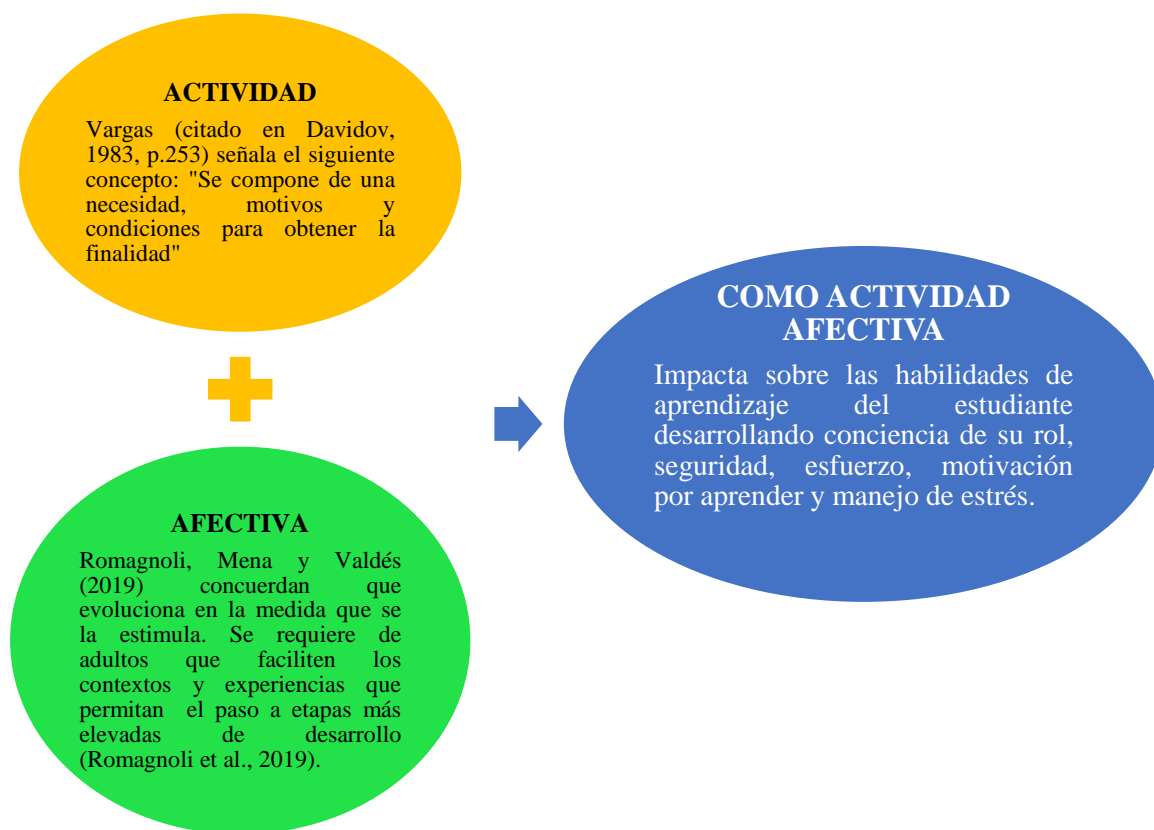 ACTIVIDAD
Vargas (citado en Davidov,
1983, p.253) señala el siguiente
concepto: "Se compone de una
necesidad, motivos y
condiciones para obtener la
finalidad"
AFECTIVA
Romagnoli, Mena y Valdés
(2019) concuerdan que
evoluciona en la medida que se
la estimula. Se requiere de
adultos que faciliten los
contextos y experiencias que
permitan el paso a etapas más
elevadas de desarrollo
(Romagnoli et al., 2019).
COMO ACTIVIDAD
AFECTIVA
Impacta sobre las habilidades de
aprendizaje del estudiante
desarrollando conciencia de su rol,
seguridad, esfuerzo, motivación
por aprender y manejo de estrés.